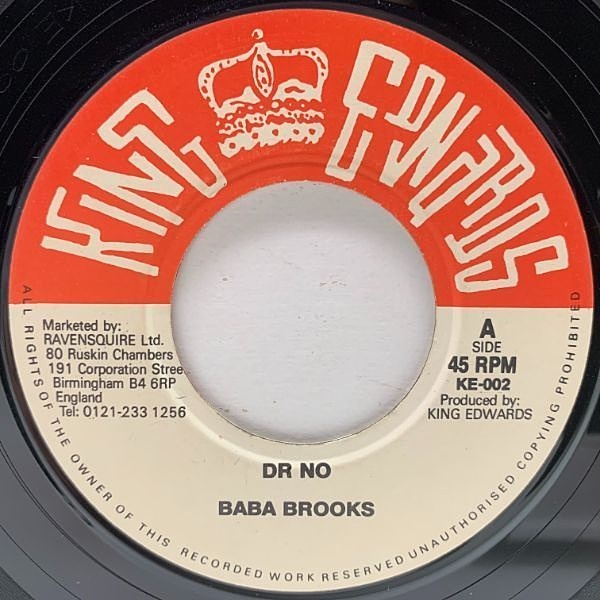 KING EDWARDS
Marketed by:
RAVENSQUIRE Ltd.
80 Ruskin Chambers
191 Corporation Stree
Birmingham B4 6RP
England
Tel: 0121-233 1256
A
SIDE
45 RPM
KE-002
Produced by:
KING EDWARDS
DR NO
BABA BROOKS
ALL RIGHTS OF THE OWNER OF THIS RECORDED WORK RESERVED UNAUTHORISED COPYING PROHIBITED